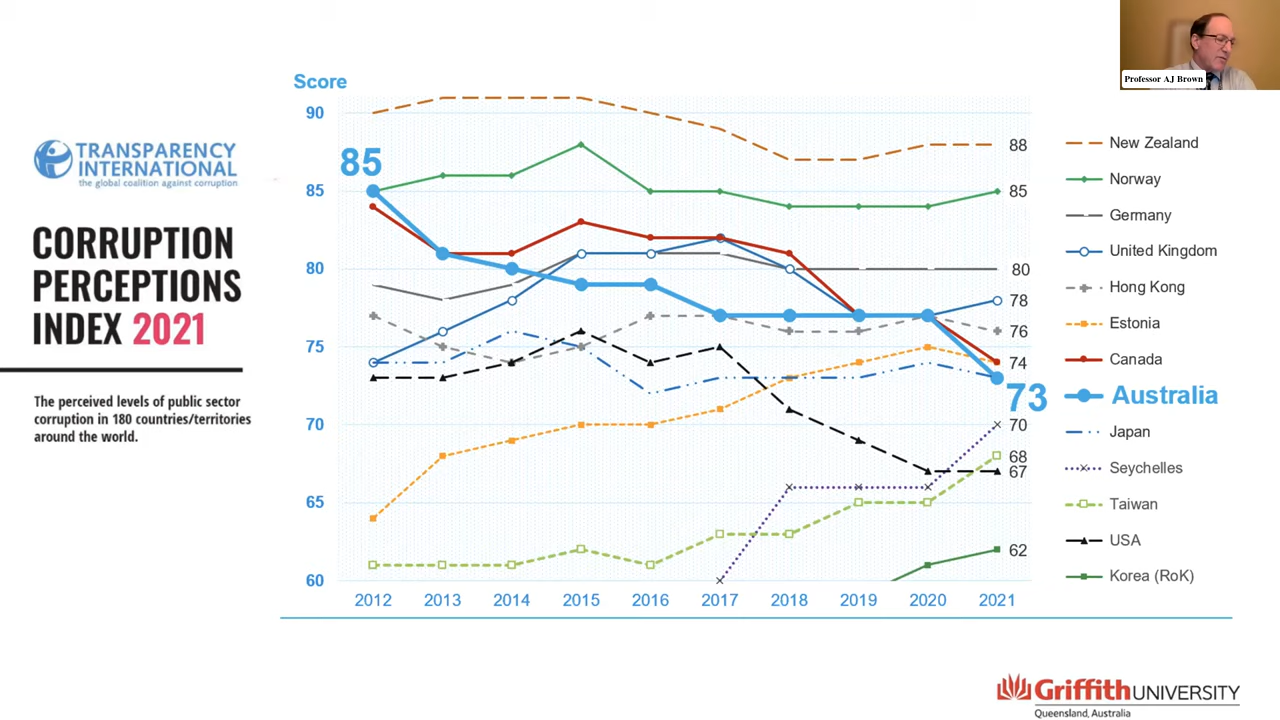 Professor AJ Brown
TRANSPARENCY
INTERNATIONAL
the global coalition against corruption
CORRUPTION
PERCEPTIONS
INDEX 2021
The perceived levels of public sector
corruption in 180 countries/territories
around the world.
Score
90
85
80
75
70
65
60
85
2012 2013 2014 2015 2016 2017 2018 2019 2020 2021
88
85
80
78
76
74
73
70
68
67
62
New Zealand
Norway
Germany
United Kingdom
Hong Kong
Estonia
Canada
Australia
Japan
Seychelles
Taiwan
USA
Korea (RoK)
Griffith UNIVERSITY
Queensland, Australia